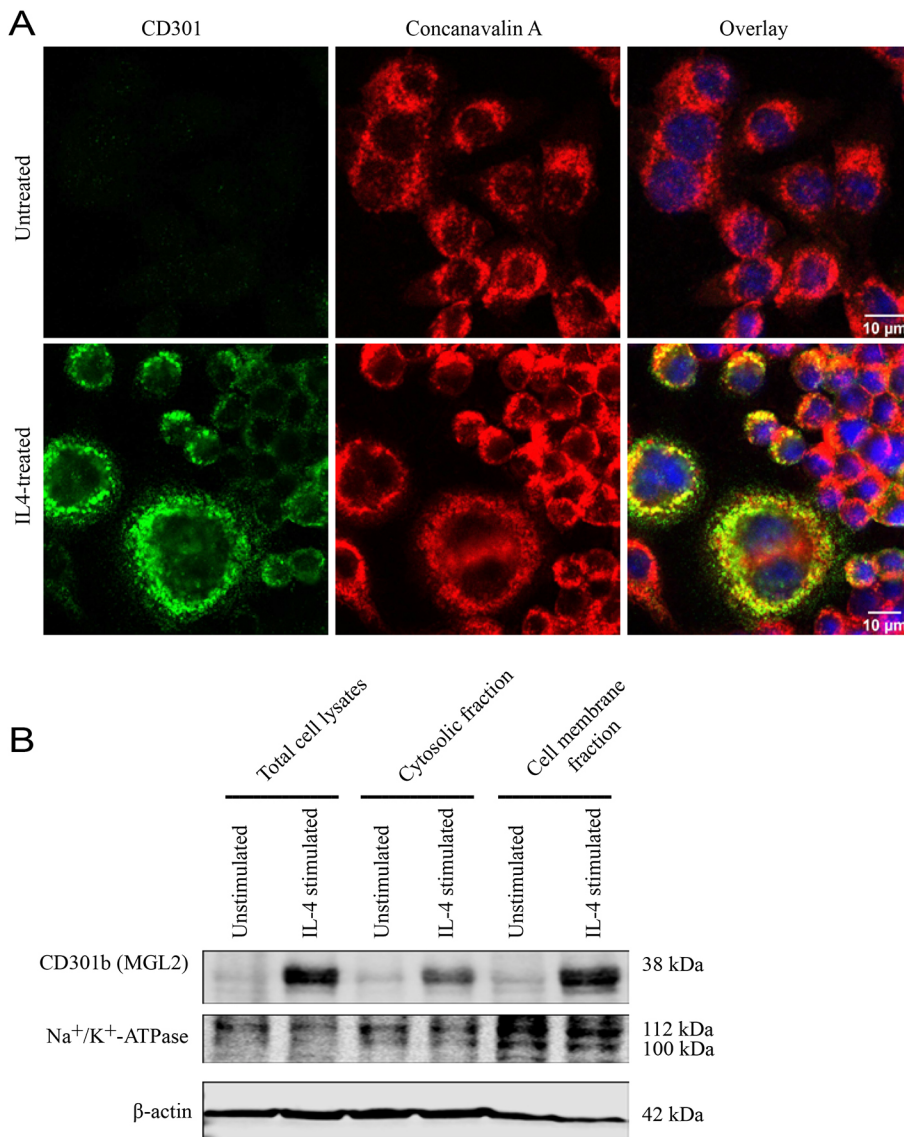 A
CD301
Concanavalin A
Overlay
Untreated
10 µm
IL4-treated
10 µm
B
Total cell lysates
Cytosolic fraction
Cell membrane
fraction
Unstimulated
IL-4 stimulated
Unstimulated
IL-4 stimulated
Unstimulated
IL-4 stimulated
CD301b (MGL2)
38 kDa
Na+/K+-ATPase
112 kDa
100 kDa
β-actin
42 kDa